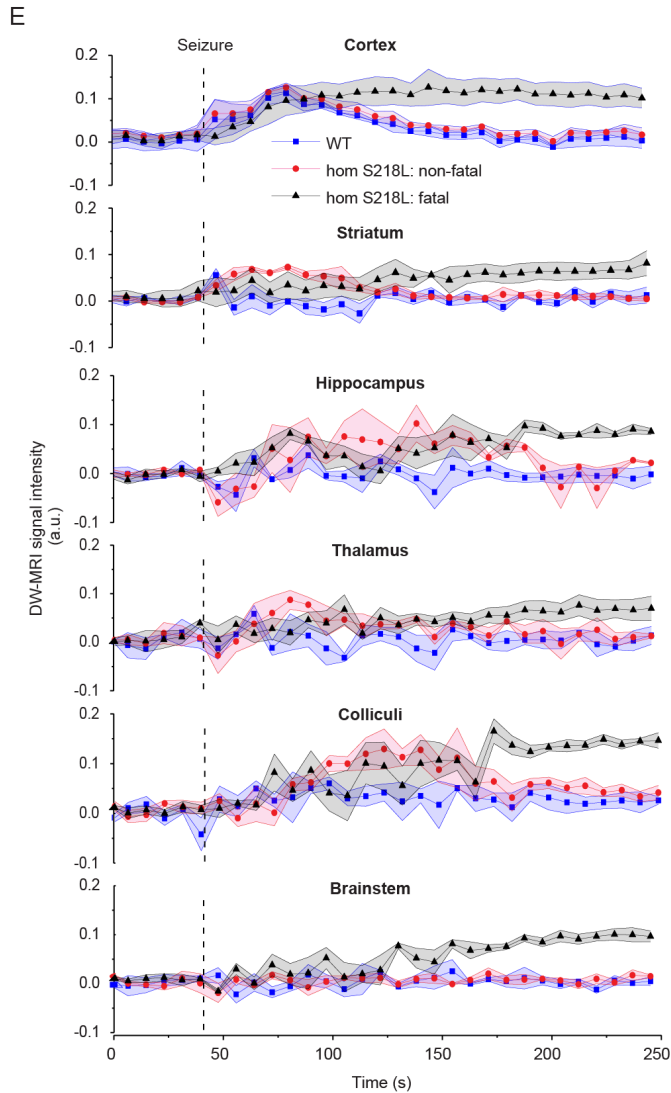 E
Seizure
Cortex
0.2
0.1
0.0
-0.1
WT
hom S218L: non-fatal
hom S218L: fatal
Striatum
0.2
0.1
0.0
-0.1
Hippocampus
0.2
0.1
0.0
-0.1
DW-MRI signal intensity
(a.u.)
Thalamus
0.2
0.1
0.0
-0.1
Colliculi
0.2
0.1
0.0
-0.1
Brainstem
0.2
0.1
0.0
-0.1
0 50 100 150 200 250
Time (s)